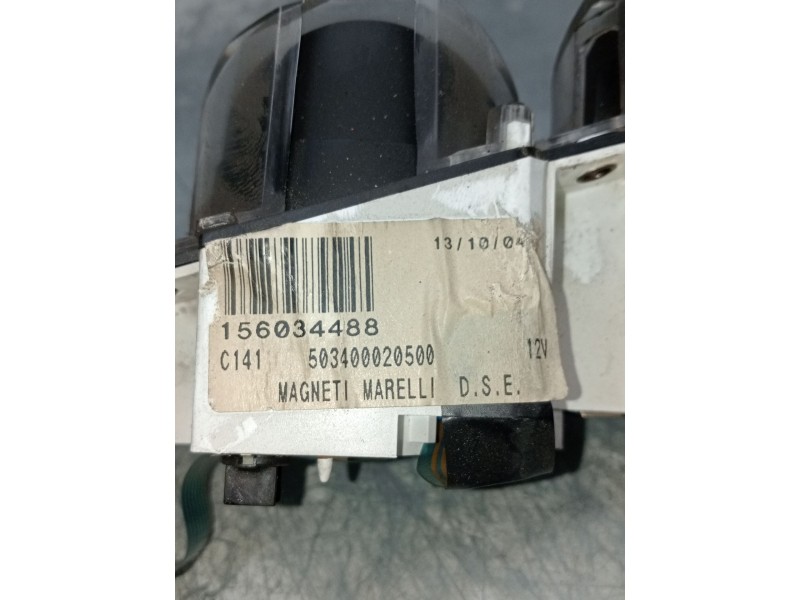 13/10/04
156034488
C141 503400020500 12V
MAGNETI MARELLI D.S.E.